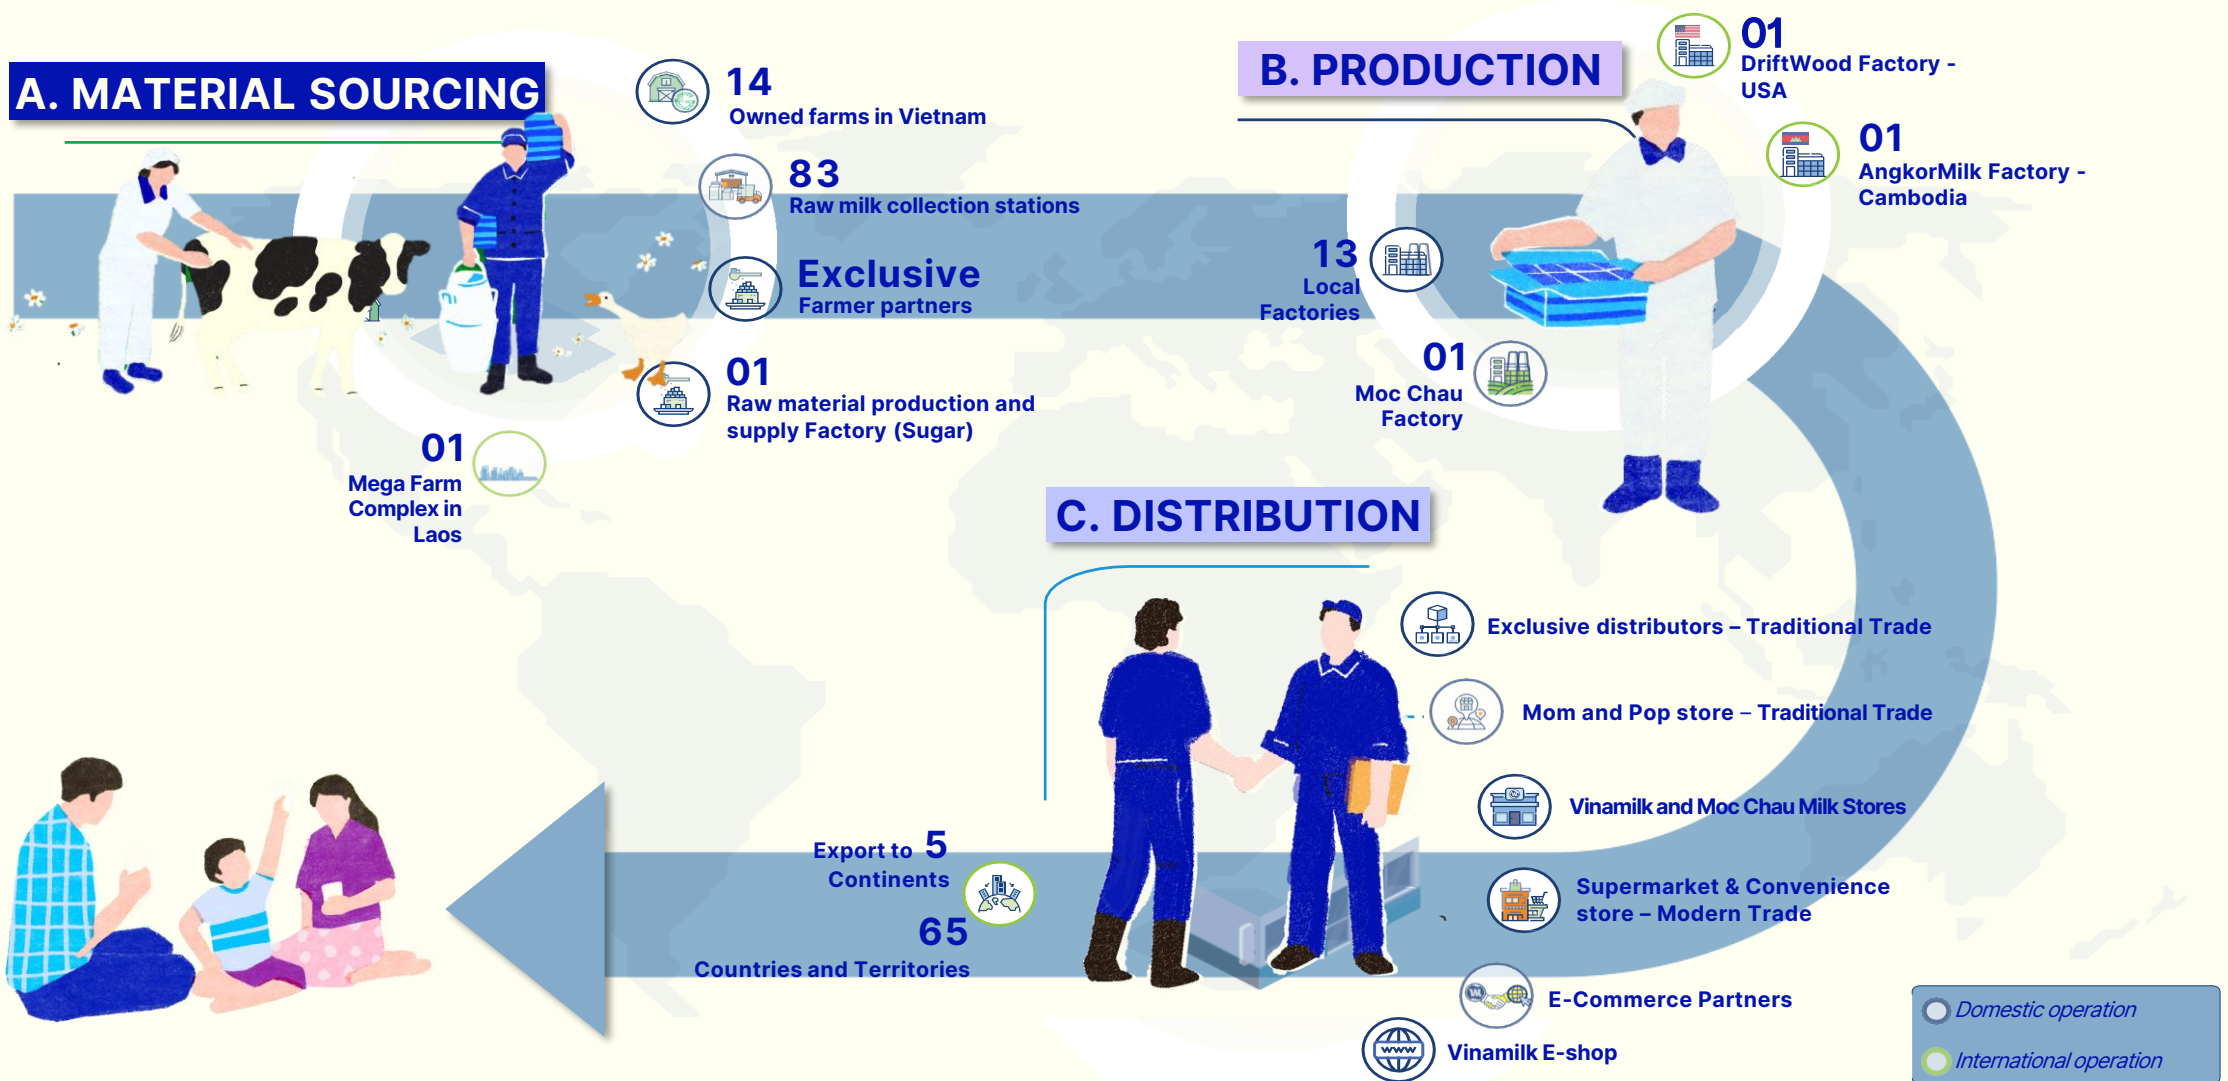 A. MATERIAL SOURCING
14
Owned farms in Vietnam
83
Raw milk collection stations
Exclusive
Farmer partners
01
Raw material production and
supply Factory (Sugar)
01
Mega Farm
Complex in
Laos
B. PRODUCTION
01
DriftWood Factory -
USA
01
AngkorMilk Factory -
Cambodia
13
Local
Factories
01
Moc Chau
Factory
C. DISTRIBUTION
Exclusive distributors – Traditional Trade
Mom and Pop store – Traditional Trade
Vinamilk and Moc Chau Milk Stores
Supermarket & Convenience
store – Modern Trade
E-Commerce Partners
www
Vinamilk E-shop
Export to 5
Continents
65
Countries and Territories
Domestic operation
International operation